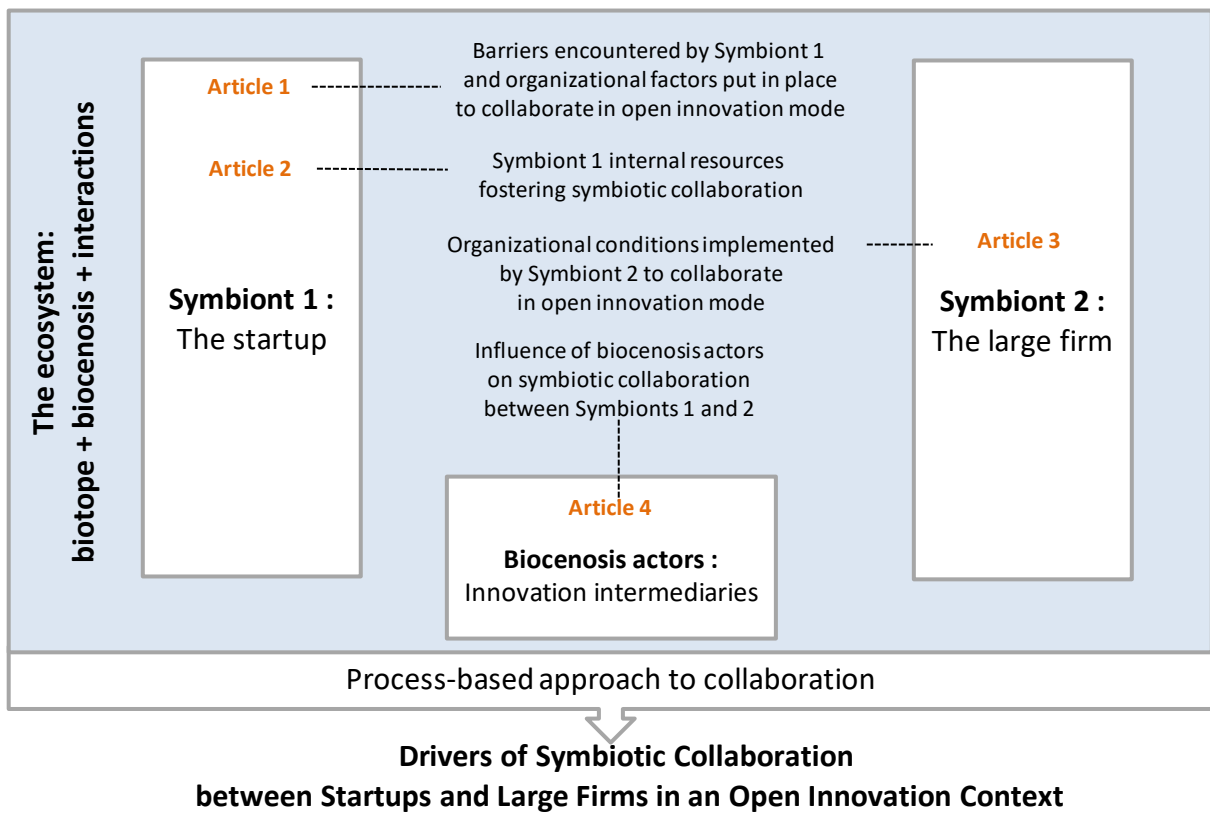 The ecosystem:
biotope + biocenosis + interactions
Article 1
Barriers encountered by Symbiont 1
and organizational factors put in place
to collaborate in open innovation mode
Article 2
Symbiont 1 internal resources
fostering symbiotic collaboration
Organizational conditions implemented
by Symbiont 2 to collaborate
in open innovation mode
Article 3
Symbiont 1 :
The startup
Symbiont 2 :
The large firm
Influence of biocenosis actors
on symbiotic collaboration
between Symbionts 1 and 2
Article 4
Biocenosis actors :
Innovation intermediaries
Process-based approach to collaboration
Drivers of Symbiotic Collaboration
between Startups and Large Firms in an Open Innovation Context